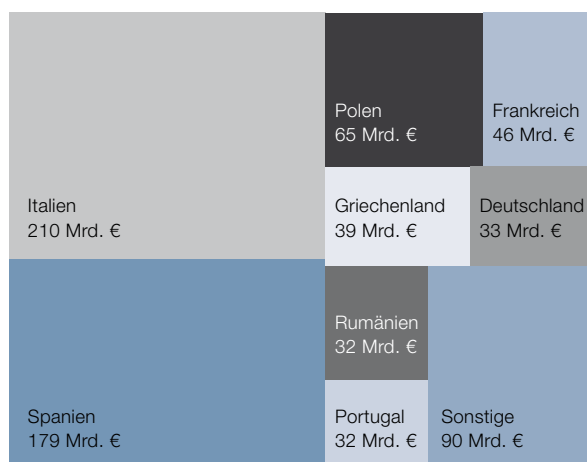 Polen
65 Mrd. €
Frankreich
46 Mrd. €
Italien
210 Mrd. €
Griechenland
39 Mrd. €
Deutschland
33 Mrd. €
Rumänien
32 Mrd. €
Spanien
179 Mrd. €
Portugal
32 Mrd. €
Sonstige
90 Mrd. €